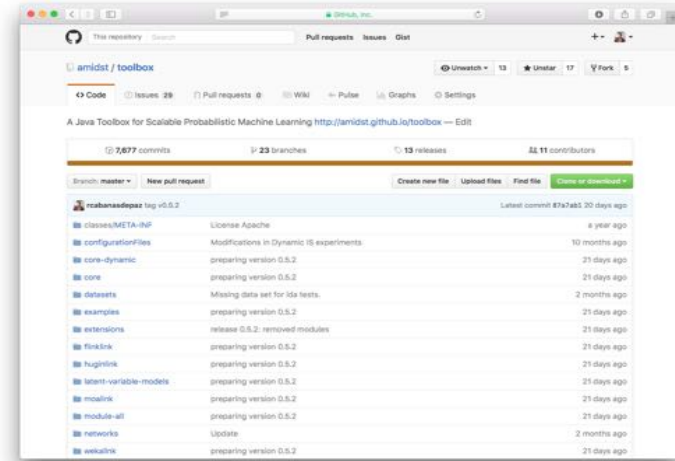 GitHub, Inc.
This repository Search Pull requests Issues Gist
amidst / toolbox Unwatch 13 Unstar 17 Fork 5
Code Issues 29 Pull requests 0 Wiki Pulse Graphs Settings
A Java Toolbox for Scalable Probabilistic Machine Learning http://amidst.github.io/toolbox — Edit
7,677 commits 23 branches 13 releases 11 contributors
Branch: master New pull request Create new file Upload files Find file Clone or download
rcabanasdepaz tag v0.5.2 Latest commit 87a7ab1 20 days ago
classes/META-INF License Apache a year ago
configurationFiles Modifications in Dynamic IS experiments 10 months ago
core-dynamic preparing version 0.5.2 21 days ago
core preparing version 0.5.2 21 days ago
datasets Missing data set for lda tests. 2 months ago
examples preparing version 0.5.2 21 days ago
extensions release 0.5.2: removed modules 21 days ago
flinklink preparing version 0.5.2 21 days ago
huginlink preparing version 0.5.2 21 days ago
latent-variable-models preparing version 0.5.2 21 days ago
moalink preparing version 0.5.2 21 days ago
module-all preparing version 0.5.2 21 days ago
networks Update 2 months ago
wekalink preparing version 0.5.2 21 days ago